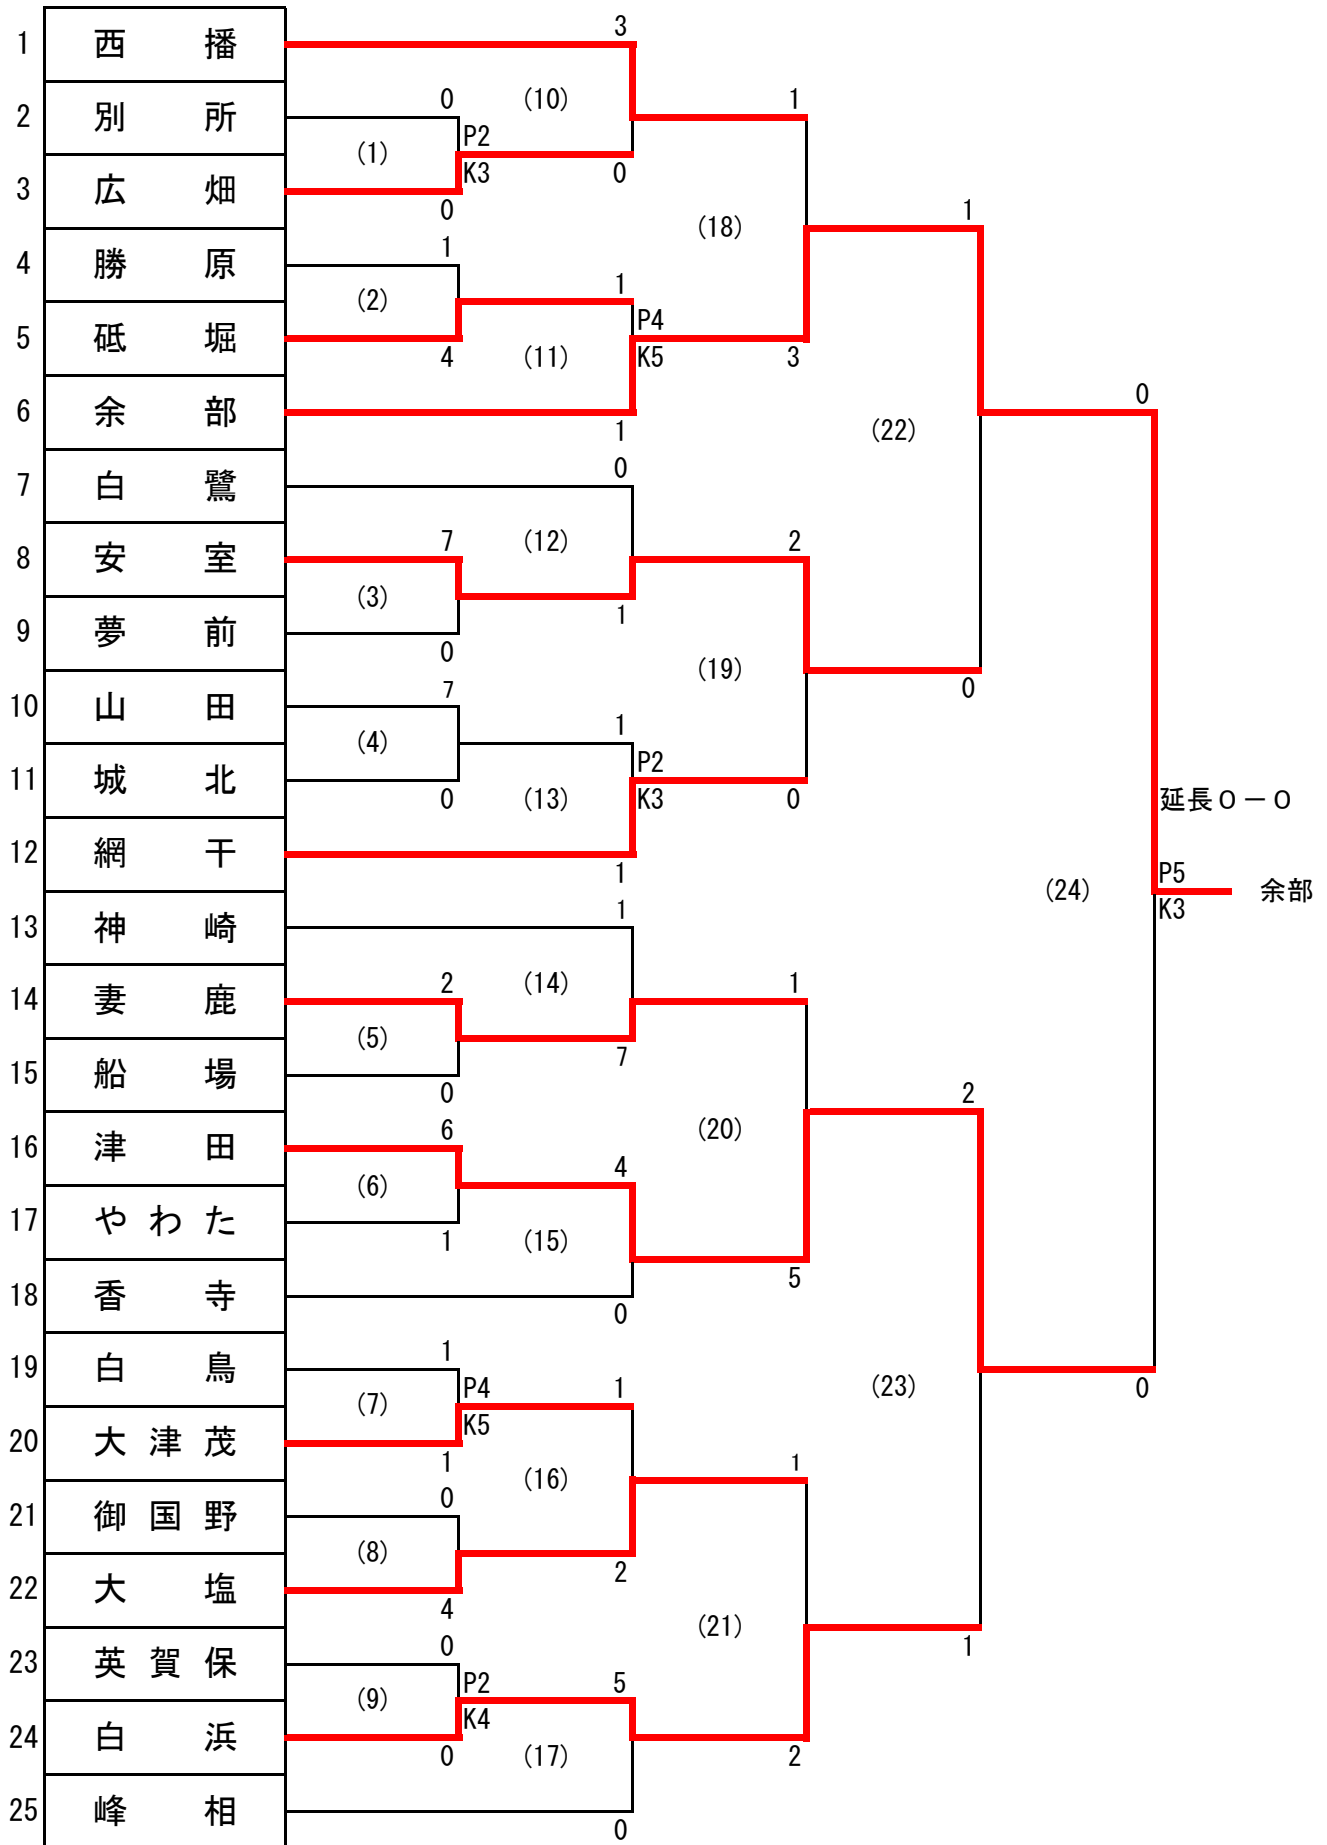 3
1 西播
0 (10) 1
2 別所
P2
(1)
K3 0
3 広畑
0
(18) 1
4 勝原 1
(2) 1
P4
5 砥堀
4 (11) K5 3
0
6 余部
1 (22)
0
7 白鷺
8 安室 7 (12) 2
(3)
1
9 夢前
0 (19)
0
10 山田 7
(4) 1
P2
11 城北
0 (13) K3 0 延長0-0
12 網干
1 P5
(24) 余部
1 K3
13 神崎
14 妻鹿 2 (14) 1
(5)
7
15 船場
0 2
16 津田 6 (20)
4
(6)
17 やわた
1 (15)
5
18 香寺
0
19 白鳥 1
P4 1 (23) 0
(7)
K5
20 大津茂
1 (16) 1
0
21 御国野
(8)
2
22 大塩
4 (21)
0 1
23 英賀保
P2 5
(9)
K4
24 白浜
0 (17) 2
25 峰相
0